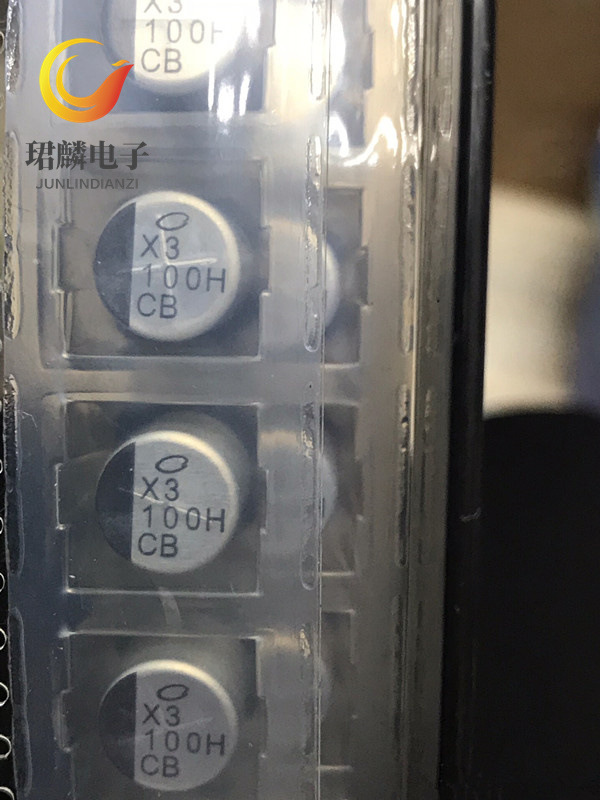 X3
100H
CB
珺麟电子
JUNLINDIANZI
X3
100H
CB
X3
100H
CB
X3
100H
CB